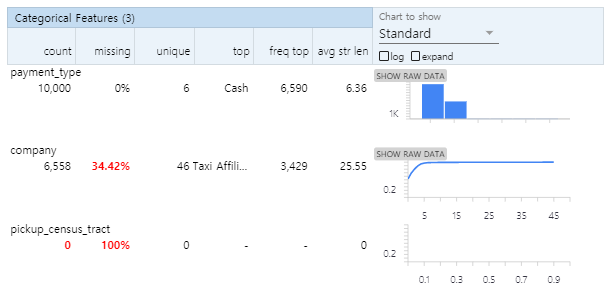 Categorical Features (3)
Chart to show
Standard
count missing unique top freq top avg str len
log expand
payment_type
10,000 0% 6 Cash 6,590 6.36
SHOW RAW DATA
1K
company
6,558 34.42% 46 Taxi Affili... 3,429 25.55
SHOW RAW DATA
0.2
5 15 25 35 45
pickup_census_tract
0 100% 0 - - 0
0.2
0.1 0.3 0.5 0.7 0.9